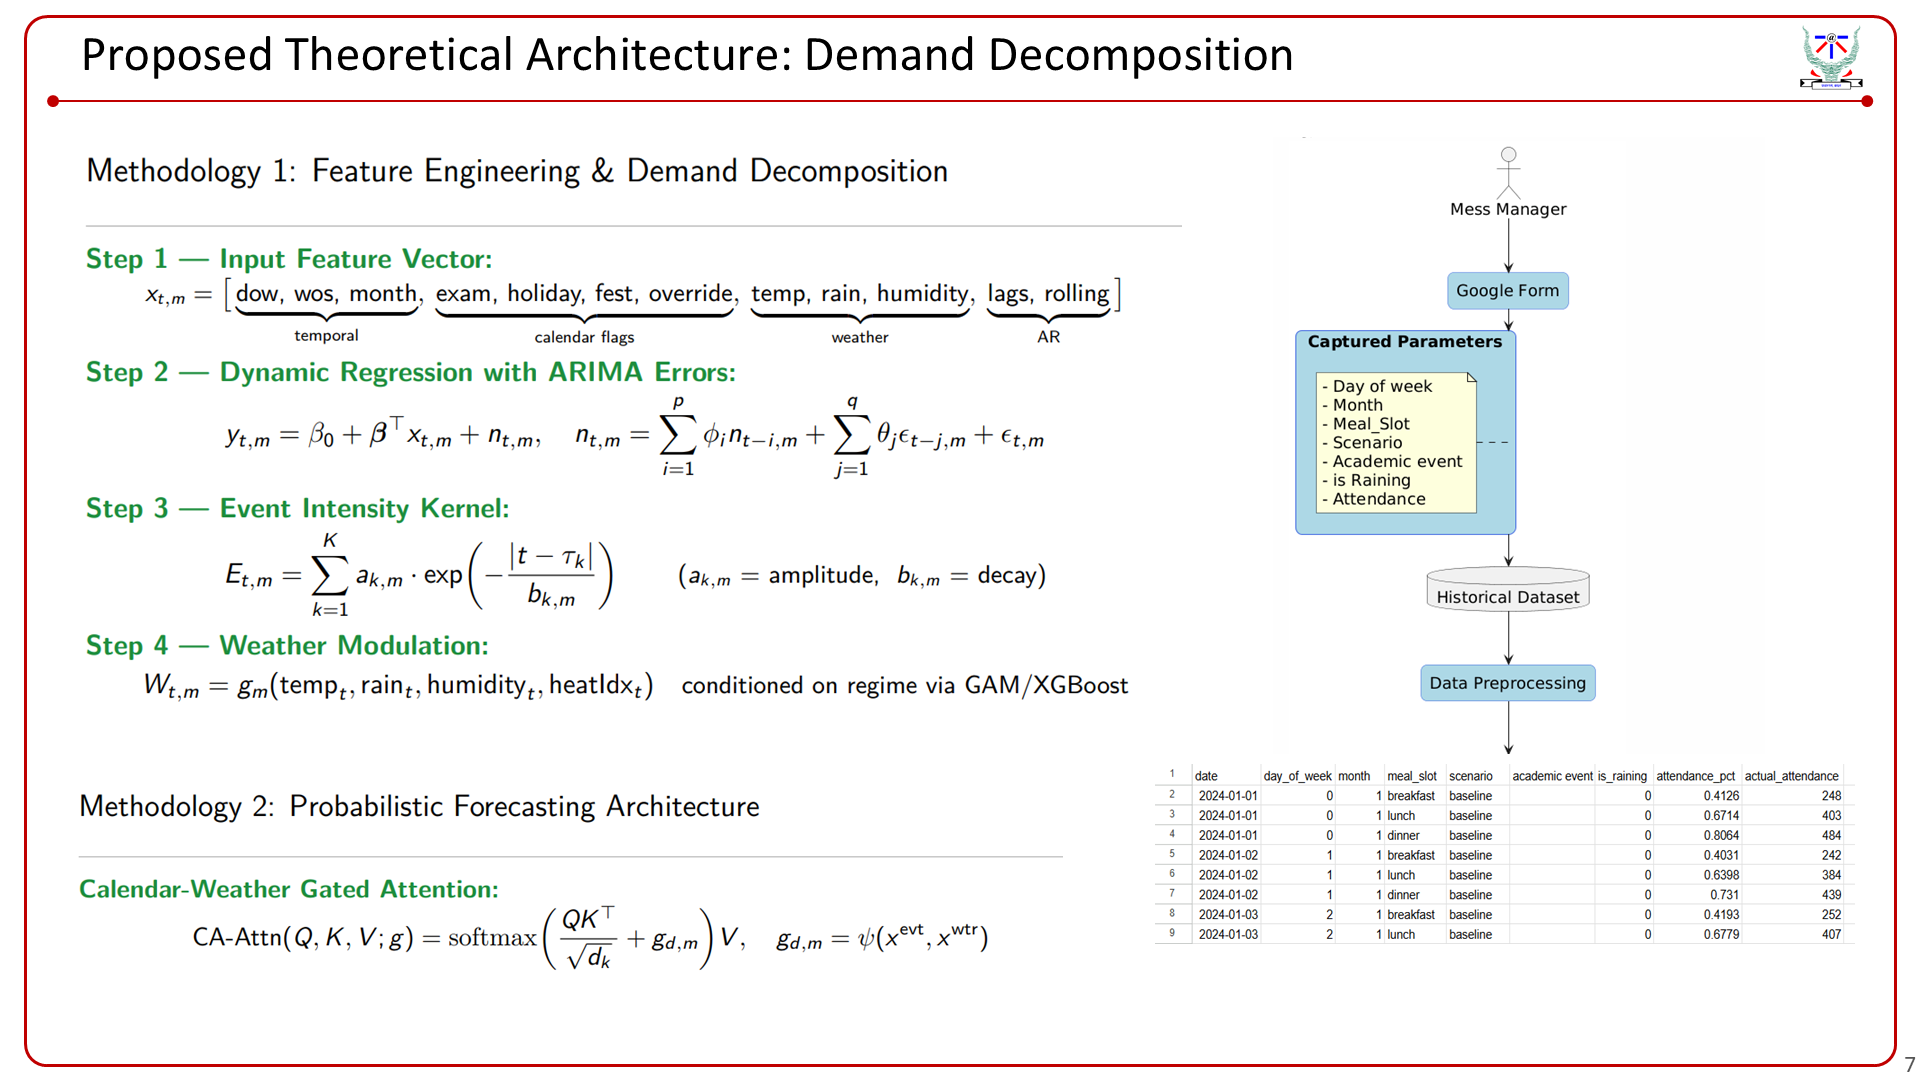 Proposed Theoretical Architecture: Demand Decomposition
Methodology 1: Feature Engineering & Demand Decomposition
Step 1 — Input Feature Vector:
x_{t,m} = [dow, wos, month, exam, holiday, fest, override, temp, rain, humidity, lags, rolling]
temporal calendar flags weather AR
Step 2 — Dynamic Regression with ARIMA Errors:
y_{t,m} = β_0 + β^⊤ x_{t,m} + n_{t,m}, n_{t,m} = ∑_{i=1}^{p} ϕ_i n_{t−i,m} + ∑_{j=1}^{q} θ_j ϵ_{t−j,m} + ϵ_{t,m}
Step 3 — Event Intensity Kernel:
E_{t,m} = ∑_{k=1}^{K} a_{k,m} · exp(−|t − τ_k| / b_{k,m}) (a_{k,m} = amplitude, b_{k,m} = decay)
Step 4 — Weather Modulation:
W_{t,m} = g_m(temp_t, rain_t, humidity_t, heatIdx_t) conditioned on regime via GAM/XGBoost
Methodology 2: Probabilistic Forecasting Architecture
Calendar-Weather Gated Attention:
CA-Attn(Q, K, V; g) = softmax(QK^⊤ / √d_k + g_{d,m}) V, g_{d,m} = ψ(x^{evt}, x^{wtr})
Mess Manager
Google Form
Captured Parameters
- Day of week
- Month
- Meal_Slot
- Scenario
- Academic event
- is Raining
- Attendance
Historical Dataset
Data Preprocessing
1 date day_of_week month meal_slot scenario academic event is_raining attendance_pct actual_attendance
2 2024-01-01 0 1 breakfast baseline 0 0.4126 248
3 2024-01-01 0 1 lunch baseline 0 0.6714 403
4 2024-01-01 0 1 dinner baseline 0 0.8064 484
5 2024-01-02 1 1 breakfast baseline 0 0.4031 242
6 2024-01-02 1 1 lunch baseline 0 0.6398 384
7 2024-01-02 1 1 dinner baseline 0 0.731 439
8 2024-01-03 2 1 breakfast baseline 0 0.4193 252
9 2024-01-03 2 1 lunch baseline 0 0.6779 407
7